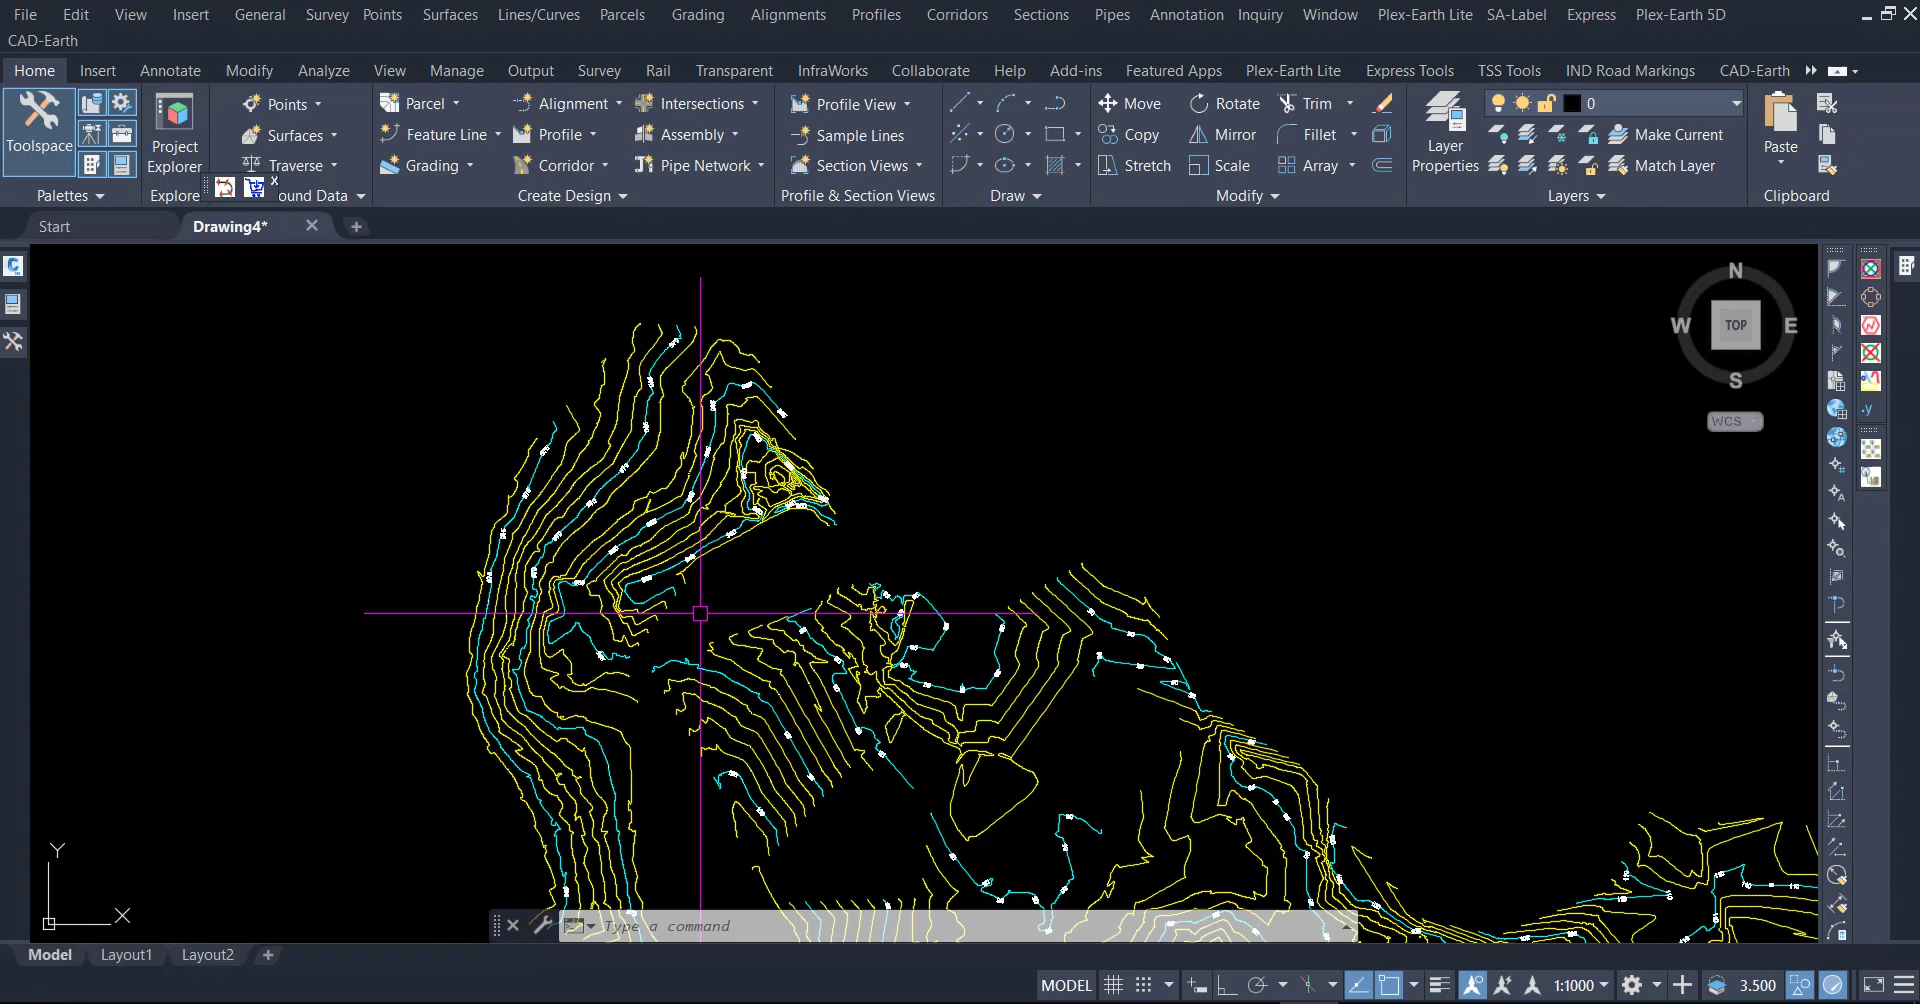 File Edit View Insert General Survey Points Surfaces Lines/Curves Parcels Grading Alignments Profiles Corridors Sections Pipes Annotation Inquiry Window Plex-Earth Lite SA-Label Express Plex-Earth 5D
CAD-Earth
Home Insert Annotate Modify Analyze View Manage Output Survey Rail Transparent InfraWorks Collaborate Help Add-ins Featured Apps Plex-Earth Lite Express Tools TSS Tools IND Road Markings CAD-Earth
Points Parcel Alignment Intersections Profile View Move Rotate Trim 0
Toolspace Project Explorer Surfaces Feature Line Profile Assembly Sample Lines Copy Mirror Fillet Layer Properties Make Current Paste
Traverse Grading Corridor Pipe Network Section Views Stretch Scale Array Match Layer
Palettes Explore X ound Data Create Design Profile & Section Views Draw Modify Layers Clipboard
Start Drawing4*
N
W TOP E
S
WCS
.y
Y
X
Type a command
Model Layout1 Layout2
MODEL 1:1000 3.500